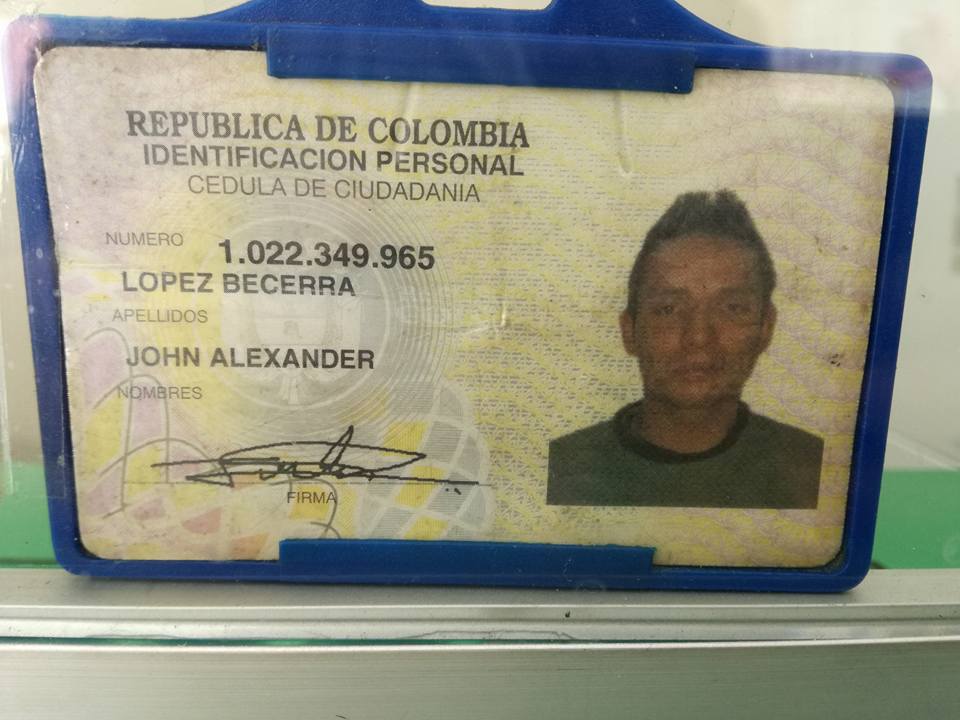 REPUBLICA DE COLOMBIA
IDENTIFICACION PERSONAL
CEDULA DE CIUDADANIA
NUMERO 1.022.349.965
LOPEZ BECERRA
APELLIDOS
JOHN ALEXANDER
NOMBRES
FIRMA